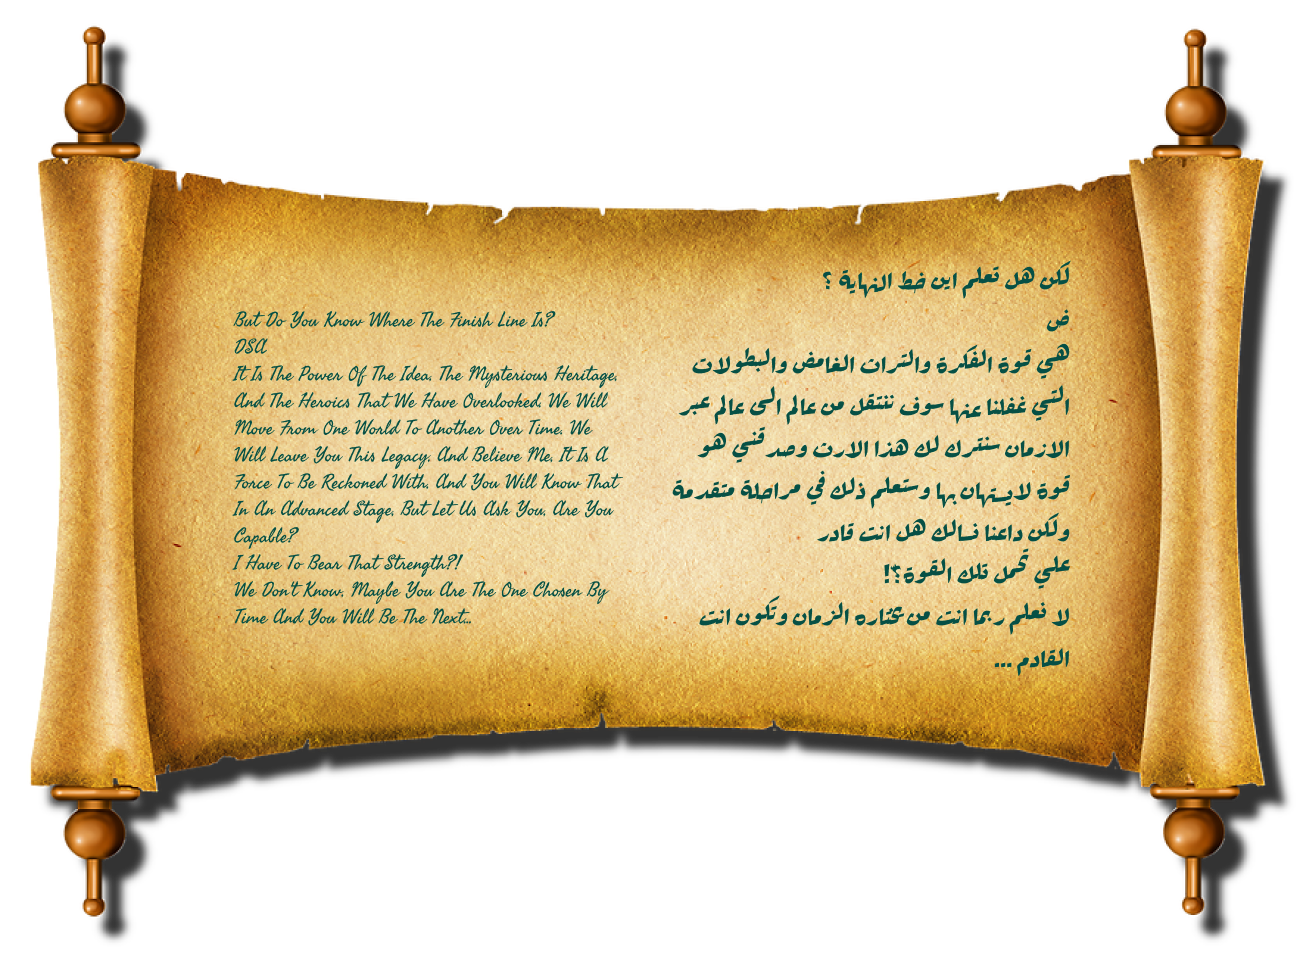 But Do You Know Where The Finish Line Is?
DSA
It Is The Power Of The Idea, The Mysterious Heritage,
And The Heroics That We Have Overlooked We Will
Move From One World To Another Over Time. We
Will Leave You This Legacy, And Believe Me, It Is A
Force To Be Reckoned With, And You Will Know That
In An Advanced Stage, But Let Us Ask You, Are You
Capable?
I Have To Bear That Strength?!
We Don't Know, Maybe You Are The One Chosen By
Time And You Will Be The Next...
لكن هل تعلم اين خط النهاية ؟
ض
هي قوة الفكرة والتراث الغامض والبطولات
التي غفلنا عنها سوف ننتقل من عالم الى عالم عبر
الازمان سنترك لك هذا الارث وصدقني هو
قوة لايستهان بها وستعلم ذلك في مراحلة متقدمة
ولكن داعنا نسالك هل انت قادر
علي تحمل تلك القوة؟!
لا نعلم ربما انت من يختاره الزمان وتكون انت
القادم ...